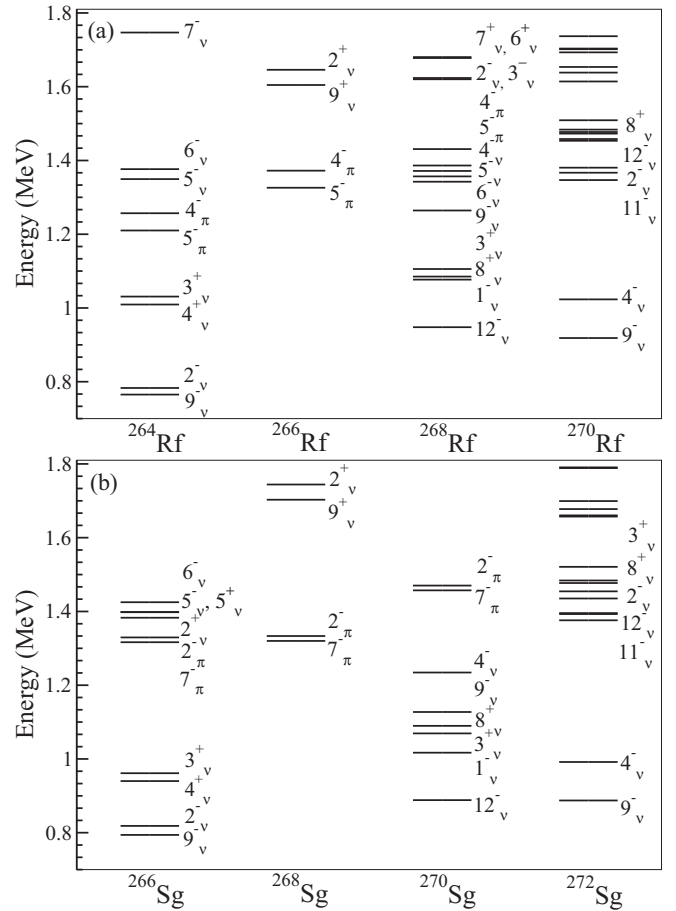 (a)
Energy (MeV)
1.8
1.6
1.4
1.2
1
0.8
7⁻ν
6⁻ν
5⁻ν
4⁻π
5⁻π
3⁺ν
4⁺ν
2⁻ν
9⁻ν
2⁺ν
9⁺ν
4⁻π
5⁻π
7⁺ν, 6⁺ν
2⁻ν, 3⁻ν
4⁻π
5⁻π
4⁻ν
5⁻ν
6⁻ν
9⁻ν
3⁺ν
8⁺ν
1⁻ν
12⁻ν
8⁺ν
12⁻ν
2⁻ν
11⁻ν
4⁻ν
9⁻ν
²⁶⁴Rf ²⁶⁶Rf ²⁶⁸Rf ²⁷⁰Rf
(b)
Energy (MeV)
1.8
1.6
1.4
1.2
1
0.8
6⁻ν
5⁻ν, 5⁺ν
2⁺ν
2⁻π
7⁻π
3⁺ν
4⁺ν
2⁻ν
9⁻ν
2⁺ν
9⁺ν
2⁻π
7⁻π
2⁻π
7⁻π
4⁻ν
9⁻ν
8⁺ν
3⁺ν
1⁻ν
12⁻ν
3⁺ν
8⁺ν
2⁻ν
12⁻ν
11⁻ν
4⁻ν
9⁻ν
²⁶⁶Sg ²⁶⁸Sg ²⁷⁰Sg ²⁷²Sg